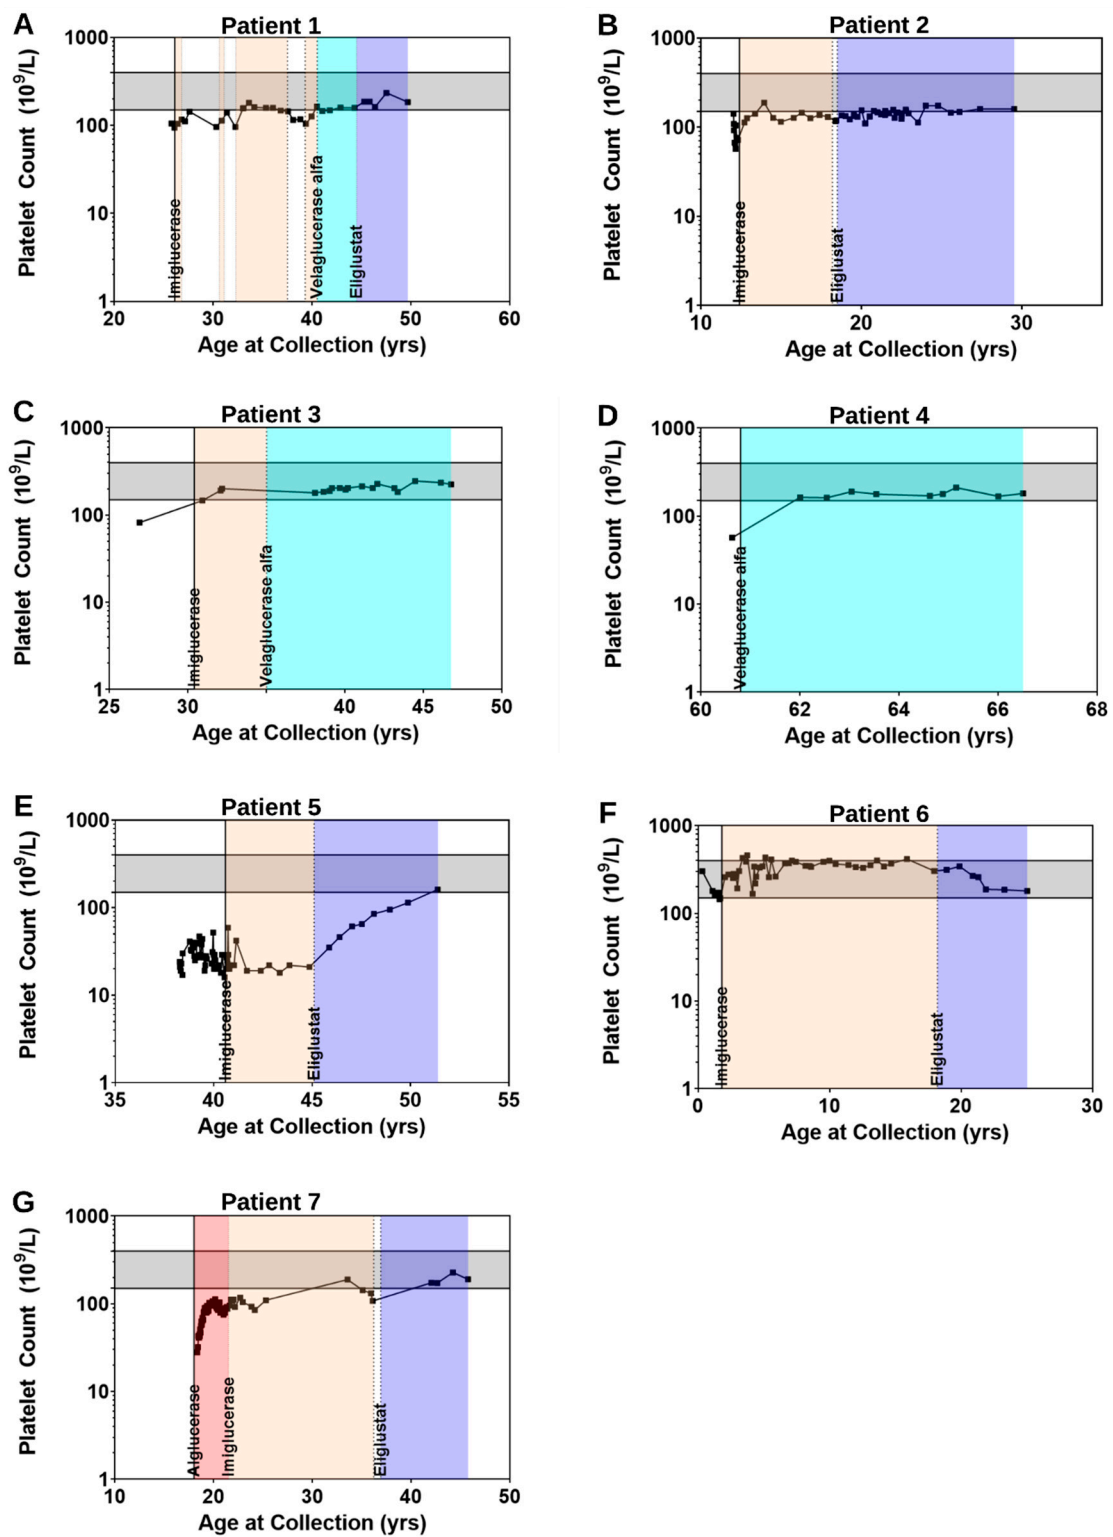 A
Patient 1
Platelet Count (10⁹/L)
1000
100
10
1
Imiglucerase
Velaglucerase alfa
Eliglustat
20 30 40 50 60
Age at Collection (yrs)
B
Patient 2
Platelet Count (10⁹/L)
1000
100
10
1
Imiglucerase
Eliglustat
10 20 30
Age at Collection (yrs)
C
Patient 3
Platelet Count (10⁹/L)
1000
100
10
1
Imiglucerase
Velaglucerase alfa
25 30 35 40 45 50
Age at Collection (yrs)
D
Patient 4
Platelet Count (10⁹/L)
1000
100
10
1
Velaglucerase alfa
60 62 64 66 68
Age at Collection (yrs)
E
Patient 5
Platelet Count (10⁹/L)
1000
100
10
1
Imiglucerase
Eliglustat
35 40 45 50 55
Age at Collection (yrs)
F
Patient 6
Platelet Count (10⁹/L)
1000
100
10
1
Imiglucerase
Eliglustat
0 10 20 30
Age at Collection (yrs)
G
Patient 7
Platelet Count (10⁹/L)
1000
100
10
1
Alglucerase
Imiglucerase
Eliglustat
10 20 30 40 50
Age at Collection (yrs)